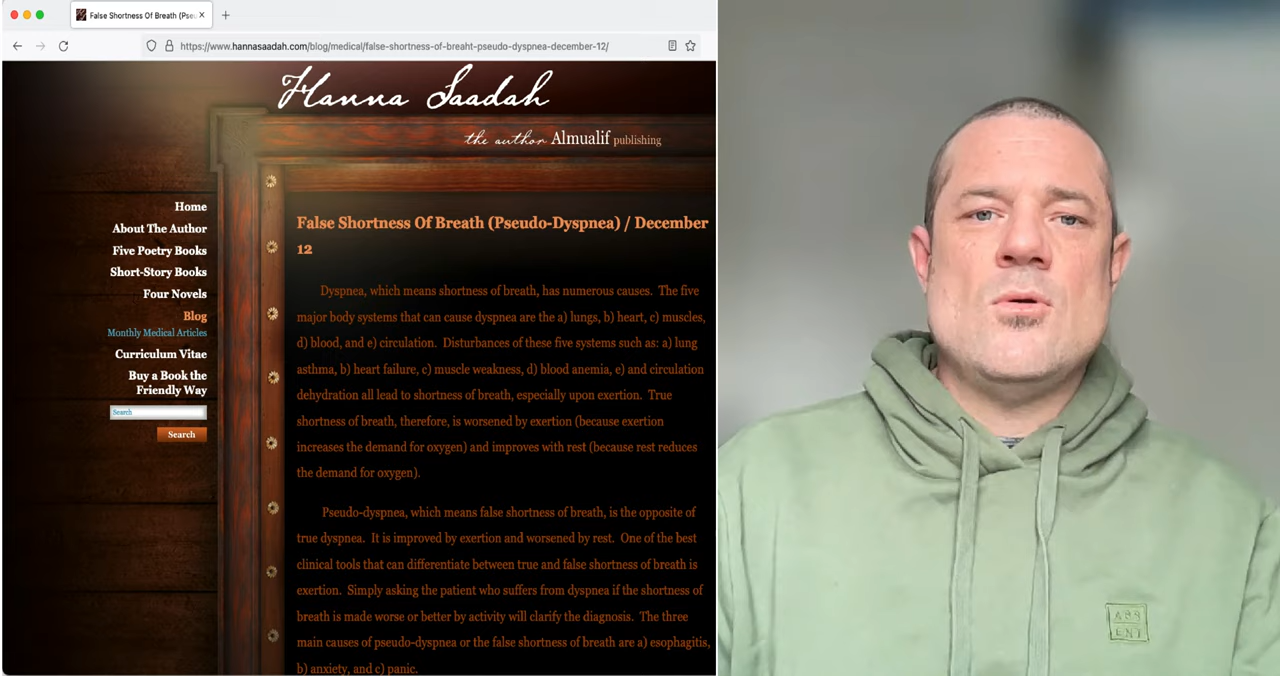 False Shortness Of Breath (Pse
https://www.hannasaadah.com/blog/medical/false-shortness-of-breaht-pseudo-dyspnea-december-12/
Hanna Saadah
the author Almualif publishing
Home
About The Author
Five Poetry Books
Short-Story Books
Four Novels
Blog
Monthly Medical Articles
Curriculum Vitae
Buy a Book the
Friendly Way
Search
Search
False Shortness Of Breath (Pseudo-Dyspnea) / December
12
Dyspnea, which means shortness of breath, has numerous causes. The five
major body systems that can cause dyspnea are the a) lungs, b) heart, c) muscles,
d) blood, and e) circulation. Disturbances of these five systems such as: a) lung
asthma, b) heart failure, c) muscle weakness, d) blood anemia, e) and circulation
dehydration all lead to shortness of breath, especially upon exertion. True
shortness of breath, therefore, is worsened by exertion (because exertion
increases the demand for oxygen) and improves with rest (because rest reduces
the demand for oxygen).
Pseudo-dyspnea, which means false shortness of breath, is the opposite of
true dyspnea. It is improved by exertion and worsened by rest. One of the best
clinical tools that can differentiate between true and false shortness of breath is
exertion. Simply asking the patient who suffers from dyspnea if the shortness of
breath is made worse or better by activity will clarify the diagnosis. The three
main causes of pseudo-dyspnea or the false shortness of breath are a) esophagitis,
b) anxiety, and c) panic.